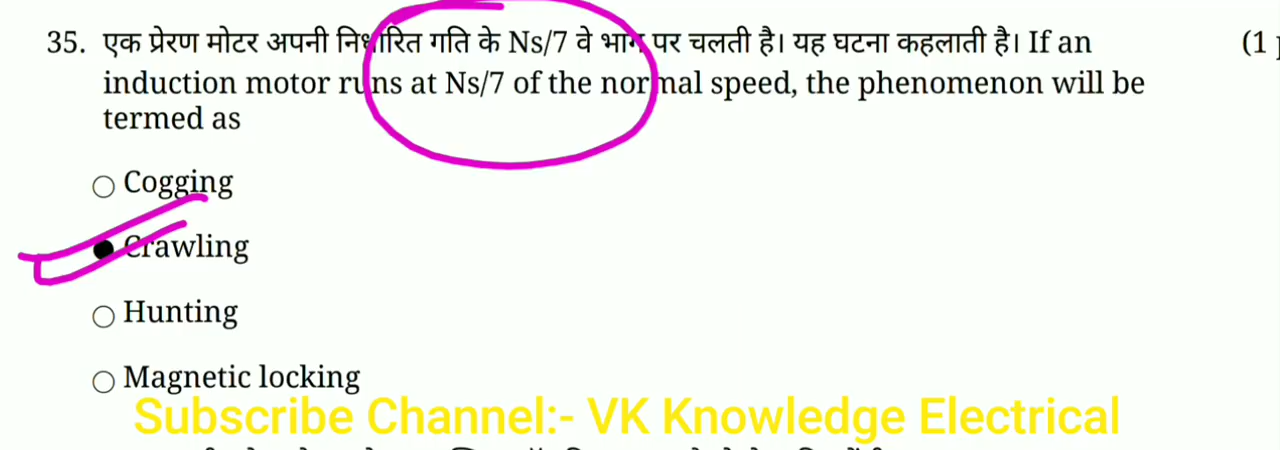 35. एक प्रेरण मोटर अपनी निर्धारित गति के Ns/7 वे भाग पर चलती है। यह घटना कहलाती है। If an (1
induction motor runs at Ns/7 of the normal speed, the phenomenon will be
termed as
Cogging
Crawling
Hunting
Magnetic locking
Subscribe Channel:- VK Knowledge Electrical